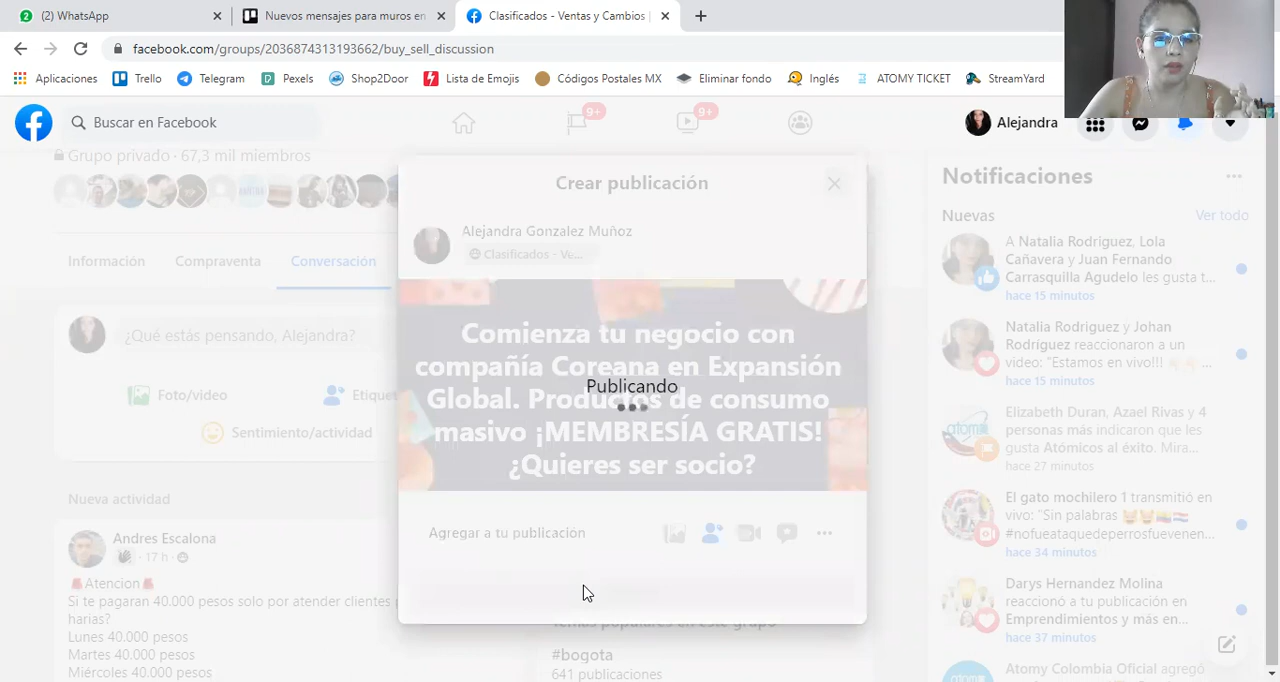 2 (2) WhatsApp
Nuevos mensajes para muros en
Clasificados - Ventas y Cambios |
facebook.com/groups/2036874313193662/buy_sell_discussion
Aplicaciones Trello Telegram Pexels Shop2Door Lista de Emojis Códigos Postales MX Eliminar fondo Inglés ATOMY TICKET StreamYard
Buscar en Facebook
9+
9+
Alejandra
Grupo privado · 67,3 mil miembros
Información Compraventa Conversación
¿Qué estás pensando, Alejandra?
Foto/video
Etique
Sentimiento/actividad
Nueva actividad
Andres Escalona
· 17 h ·
Atencion
Si te pagaran 40.000 pesos solo por atender clientes
harias?
Lunes 40.000 pesos
Martes 40.000 pesos
Miércoles 40.000 pesos
Crear publicación
Alejandra Gonzalez Muñoz
Clasificados - Ve...
Comienza tu negocio con
compañía Coreana en Expansión
Global. Productos de consumo
masivo ¡MEMBRESÍA GRATIS!
¿Quieres ser socio?
Publicando
Agregar a tu publicación
Temas populares en este grupo
#bogota
641 publicaciones
Notificaciones
Nuevas
Ver todo
A Natalia Rodriguez, Lola
Cañavera y Juan Fernando
Carrasquilla Agudelo les gusta t...
hace 15 minutos
Natalia Rodriguez y Johan
Rodríguez reaccionaron a un
video: "Estamos en vivo!!!
hace 15 minutos
Elizabeth Duran, Azael Rivas y 4
personas más indicaron que les
gusta Atómicos al éxito. Mira...
hace 27 minutos
El gato mochilero 1 transmitió en
vivo: "Sin palabras
#nofueataquedeperrosfuevenen...
hace 34 minutos
Darys Hernandez Molina
reaccionó a tu publicación en
Emprendimientos y más en...
hace 37 minutos
Atomy Colombia Oficial agregó